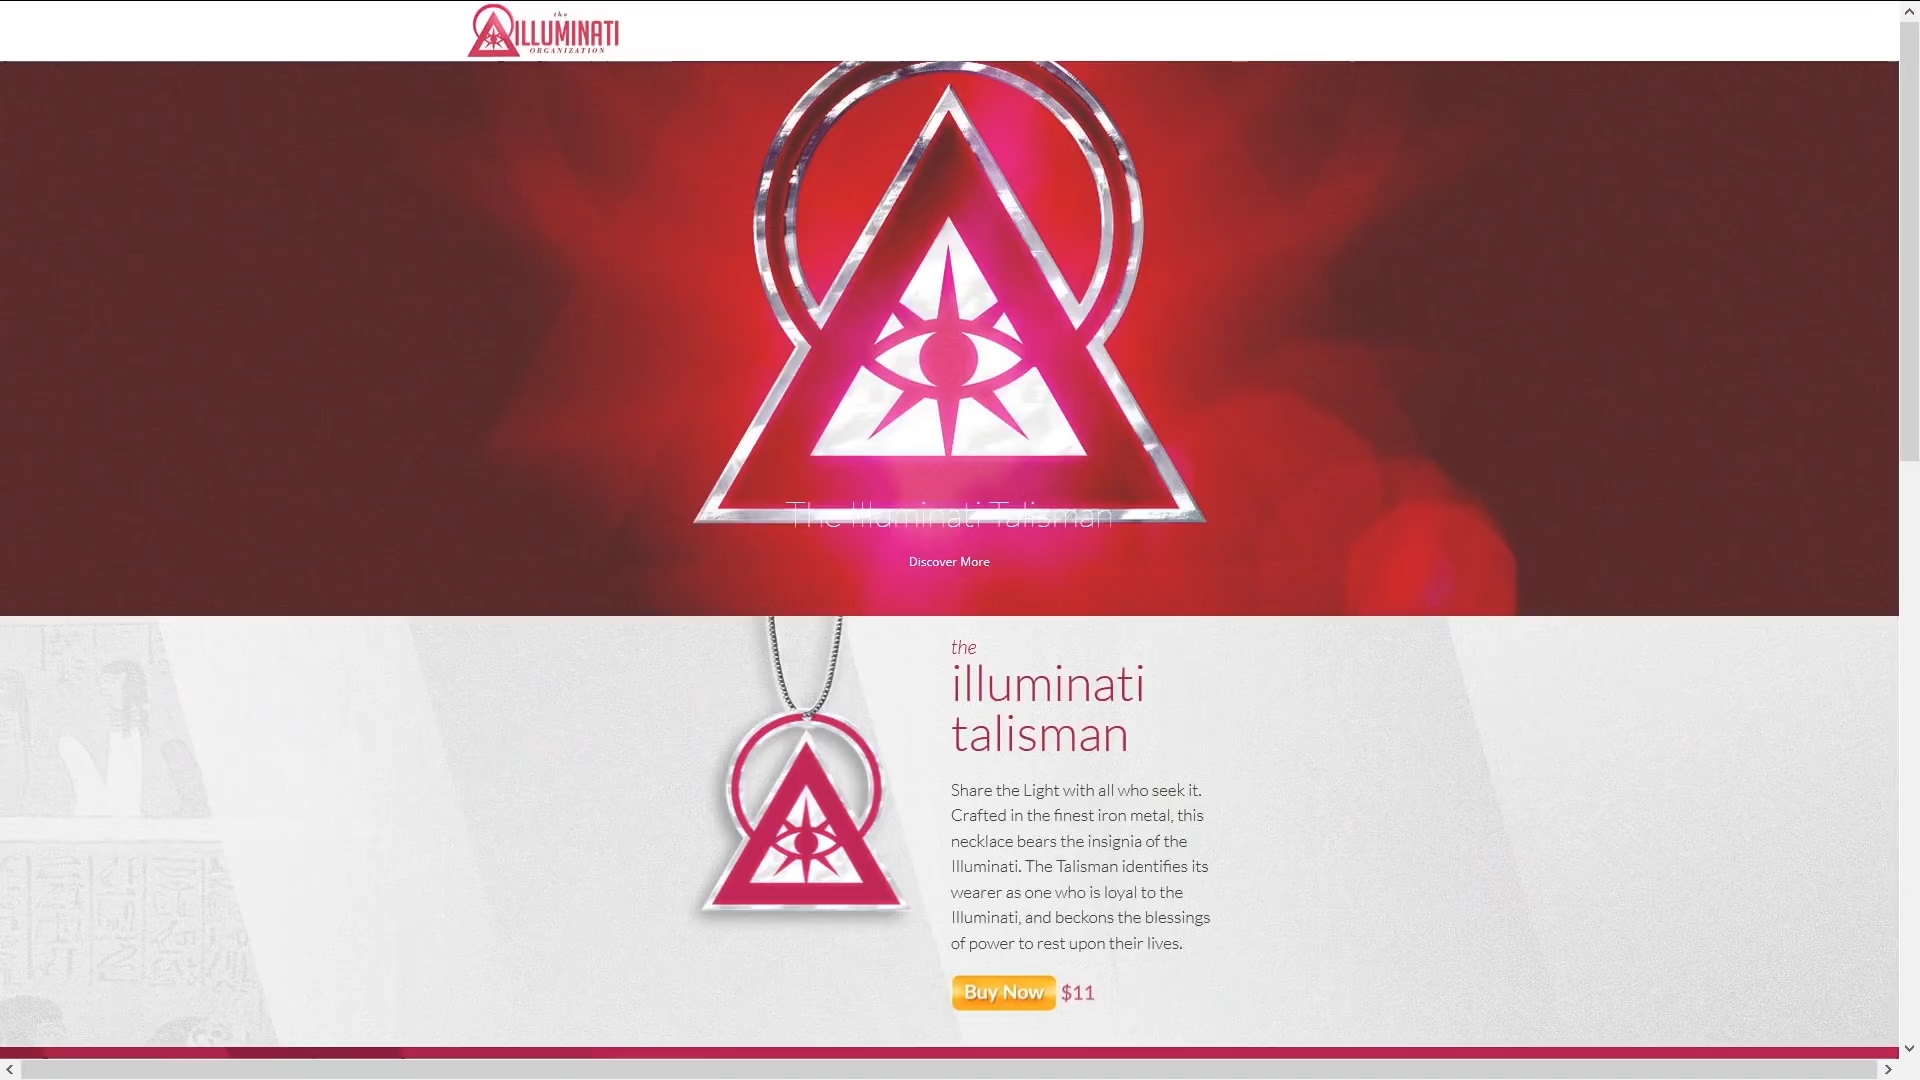 the
ILLUMINATI
ORGANIZATION
The Illuminati Talisman
Discover More
the
illuminati
talisman
Share the Light with all who seek it.
Crafted in the finest iron metal, this
necklace bears the insignia of the
Illuminati. The Talisman identifies its
wearer as one who is loyal to the
Illuminati, and beckons the blessings
of power to rest upon their lives.
Buy Now $11